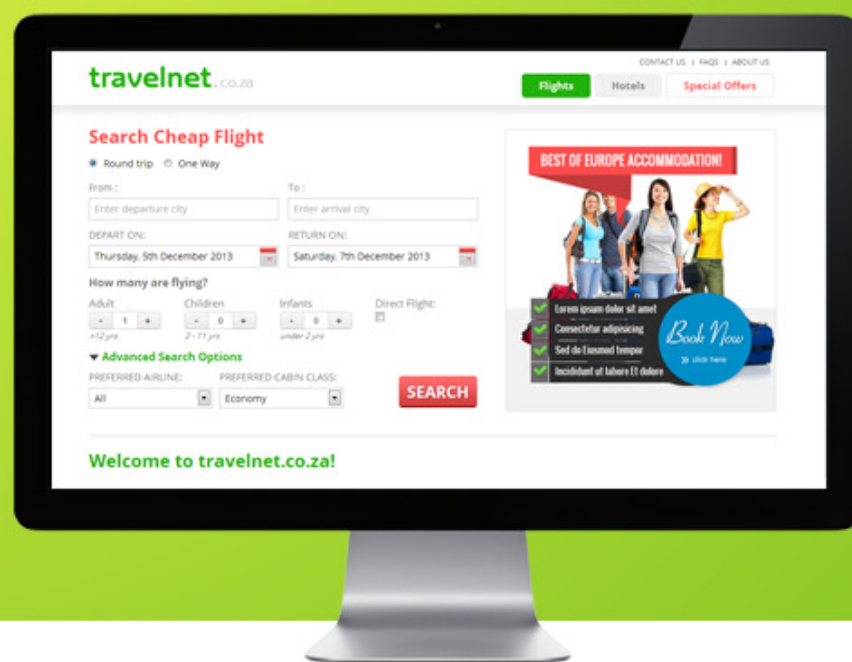 CONTACT US | FAQS | ABOUT US
travelnet.co.za
Flights Hotels Special Offers
Search Cheap Flight
Round trip One Way
From : To :
Enter departure city Enter arrival city
DEPART ON: RETURN ON:
Thursday, 5th December 2013 Saturday, 7th December 2013
How many are flying?
Adult Children Infants Direct Flight:
- 1 + - 0 + - 0 +
>12 yrs 2 - 11 yrs under 2 yrs
Advanced Search Options
PREFERRED AIRLINE: PREFERRED CABIN CLASS:
All Economy
SEARCH
BEST OF EUROPE ACCOMMODATION!
Lorem ipsum dolor sit amet
Consectetur adipisicing
Sed do Eiusmod tempor
Incididunt ut labore Et dolore
Book Now
click here
Welcome to travelnet.co.za!